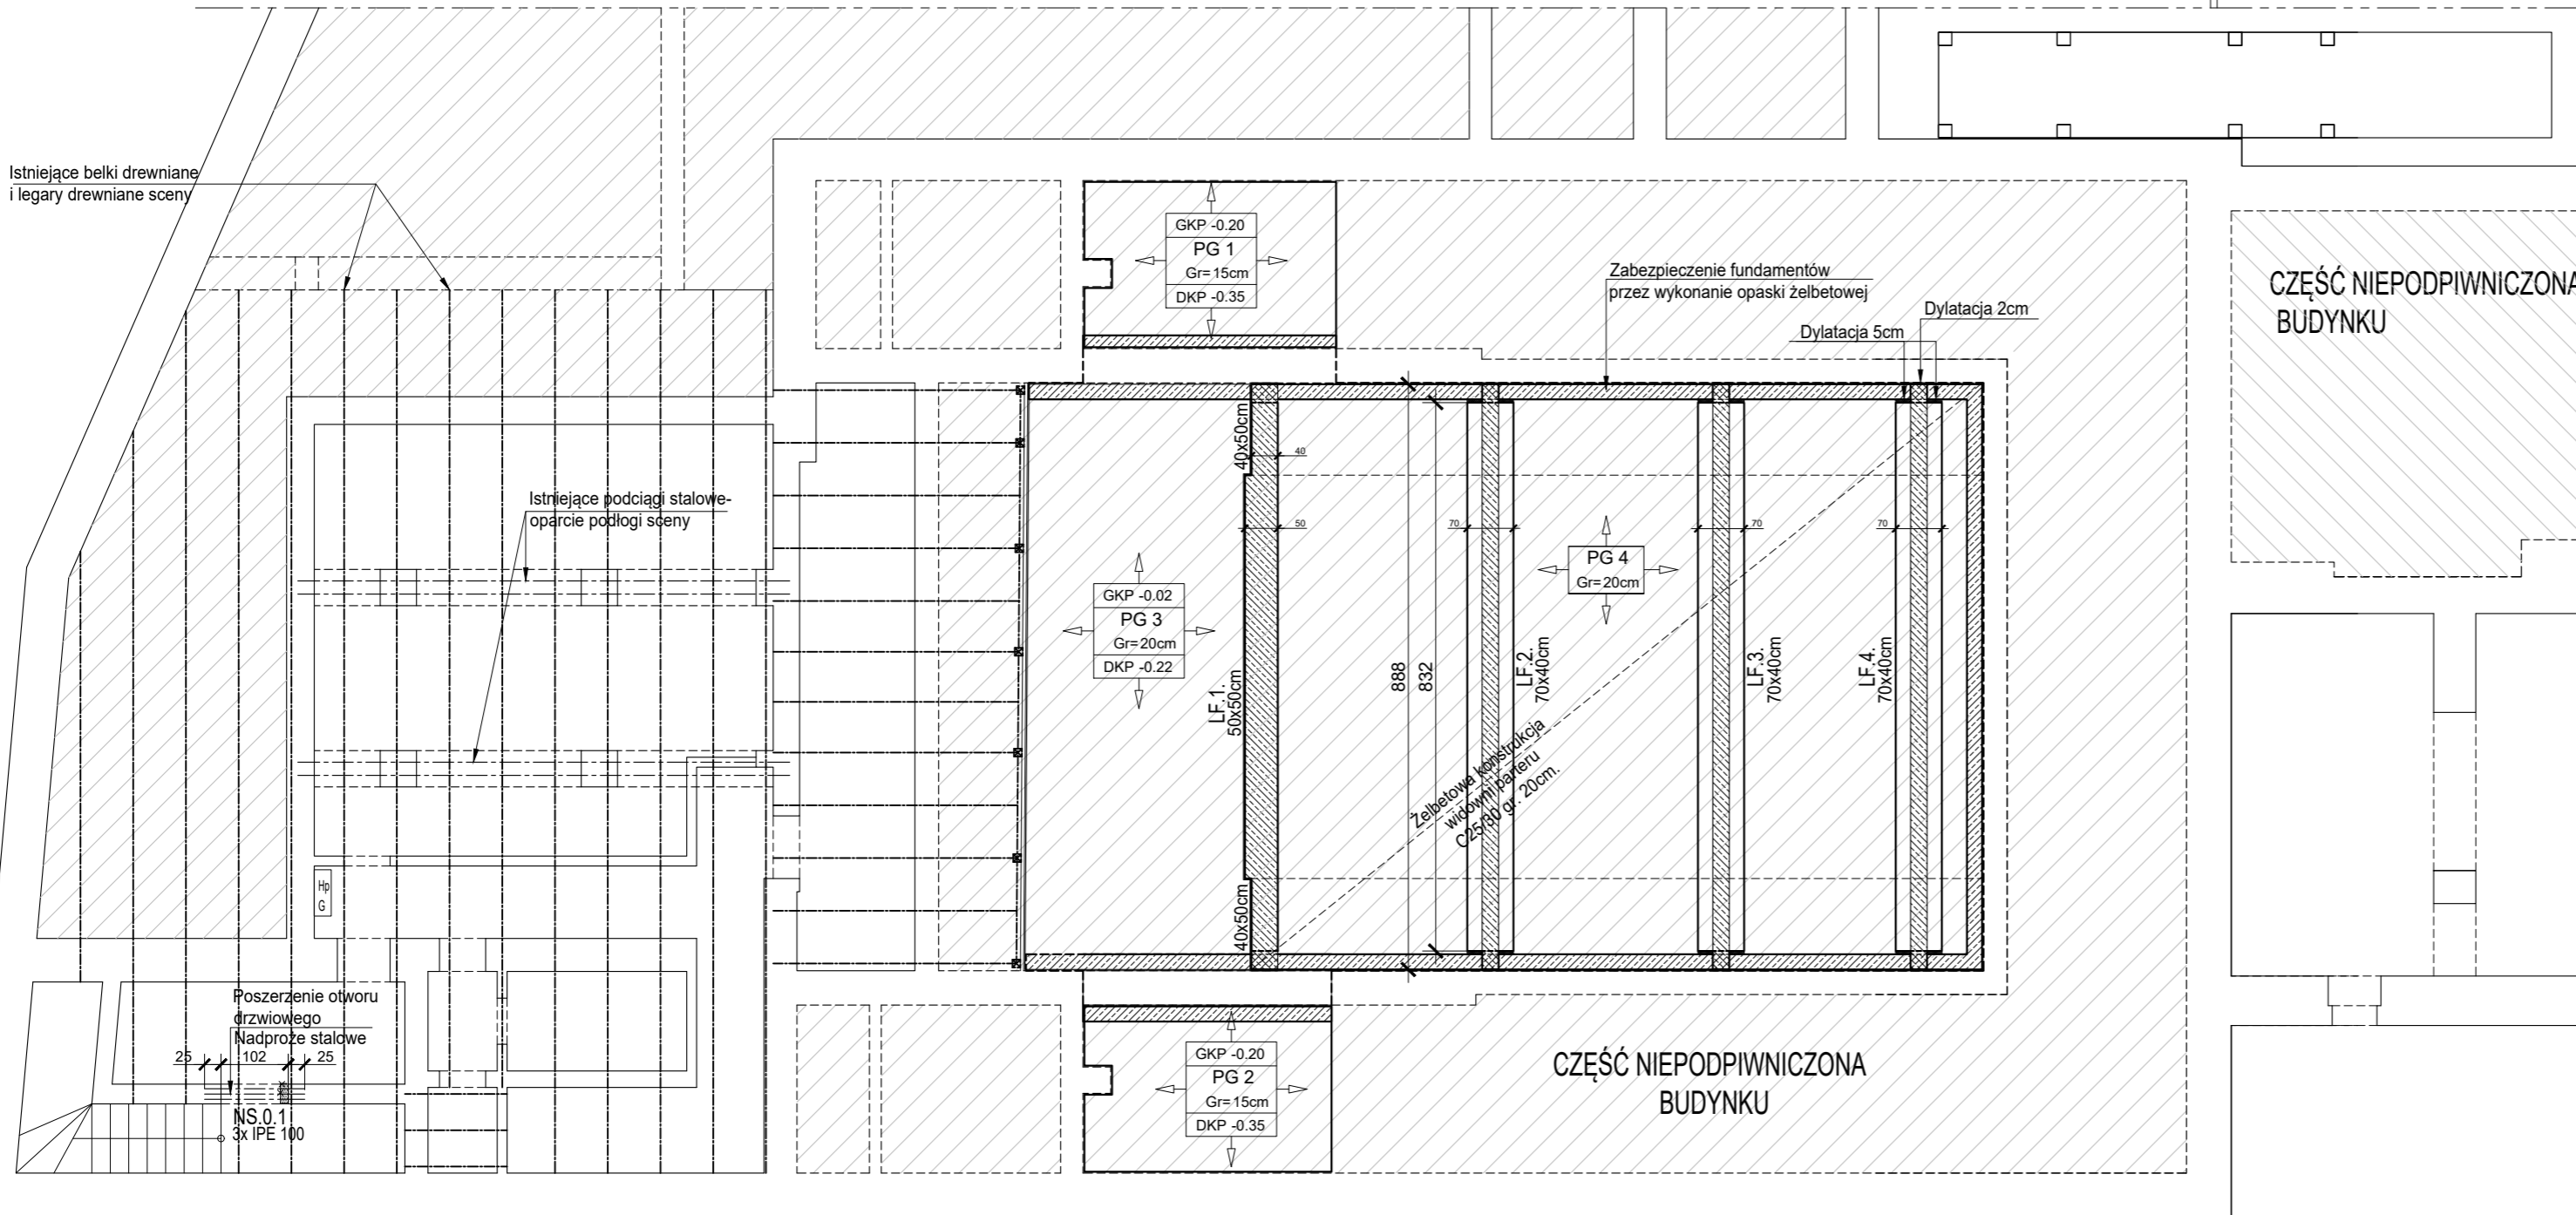 Istniejące belki drewniane
i legary drewniane sceny
GKP -0.20
PG 1
Gr=15cm
DKP -0.35
Zabezpieczenie fundamentów
przez wykonanie opaski żelbetowej
Dylatacja 2cm
Dylatacja 5cm
CZĘŚĆ NIEPODPIWNICZONA
BUDYNKU
Istniejące podciągi stalowe-
oparcie podłogi sceny
40x50cm
40
50
70
70
70
GKP -0.02
PG 3
Gr=20cm
DKP -0.22
PG 4
Gr=20cm
LF.1.
50x50cm
888
832
LF.2.
70x40cm
LF.3.
70x40cm
LF.4.
70x40cm
Żelbetowa konstrukcja
widowni parteru
C25/30 gr. 20cm.
40x50cm
Hp
G
Poszerzenie otworu
drzwiowego
Nadproże stalowe
25
102
25
NS.0.1
3x IPE 100
GKP -0.20
PG 2
Gr=15cm
DKP -0.35
CZĘŚĆ NIEPODPIWNICZONA
BUDYNKU